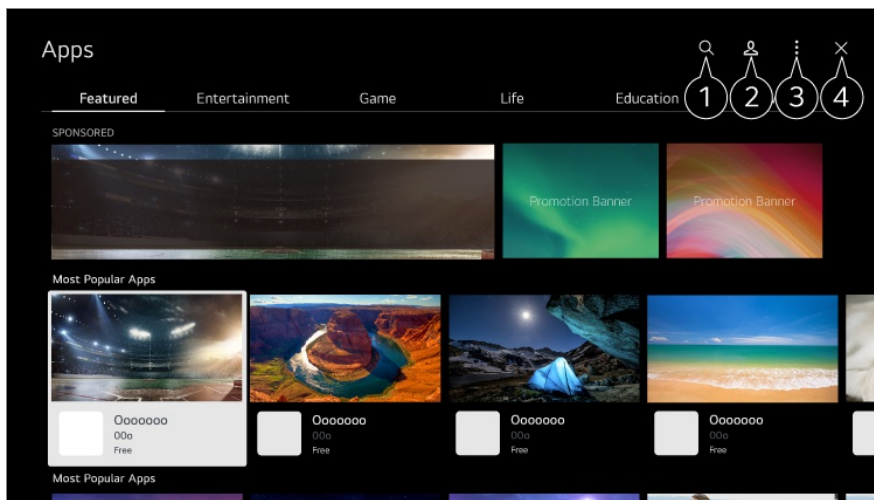 Apps
Featured Entertainment Game Life Education
1 2 3 4
SPONSORED
Promotion Banner Promotion Banner
Most Popular Apps
Ooooooo Ooooooo Ooooooo Ooooooo
00o 00o 00o 00o
Free Free Free Free
Most Popular Apps